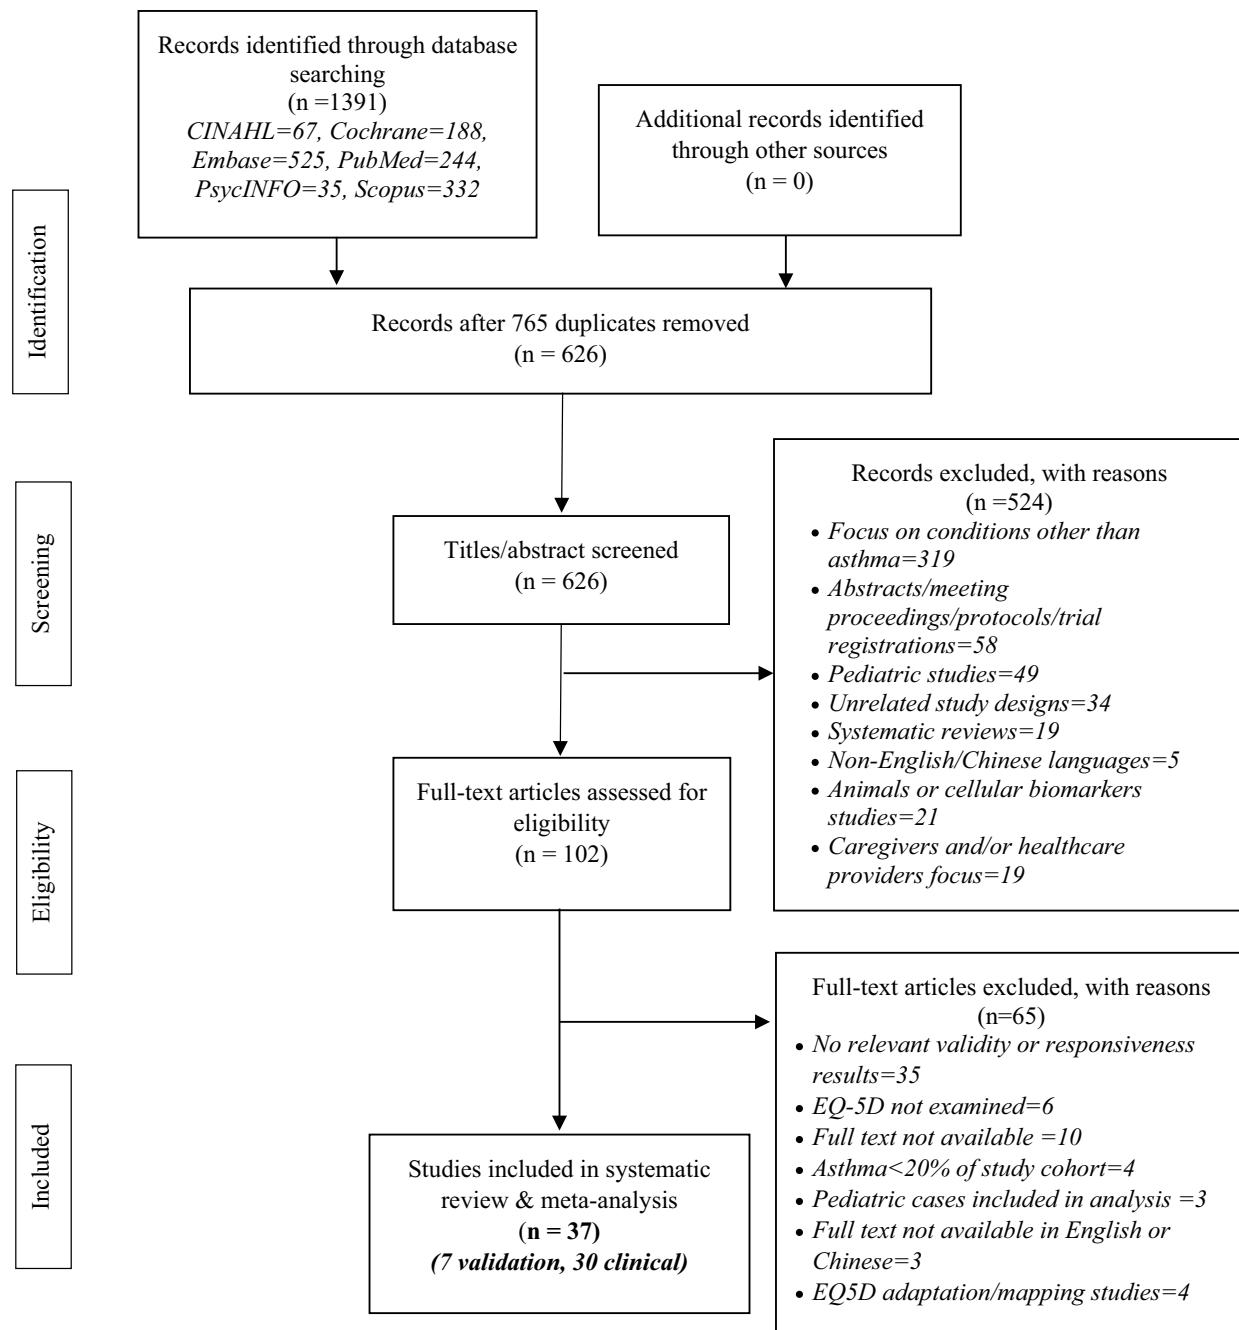 Records identified through database
searching
(n =1391)
CINAHL=67, Cochrane=188,
Embase=525, PubMed=244,
PsycINFO=35, Scopus=332
Additional records identified
through other sources
(n = 0)
Identification
Records after 765 duplicates removed
(n = 626)
Screening
Titles/abstract screened
(n = 626)
Records excluded, with reasons
(n =524)
• Focus on conditions other than
asthma=319
• Abstracts/meeting
proceedings/protocols/trial
registrations=58
• Pediatric studies=49
• Unrelated study designs=34
• Systematic reviews=19
• Non-English/Chinese languages=5
• Animals or cellular biomarkers
studies=21
• Caregivers and/or healthcare
providers focus=19
Eligibility
Full-text articles assessed for
eligibility
(n = 102)
Full-text articles excluded, with reasons
(n=65)
• No relevant validity or responsiveness
results=35
• EQ-5D not examined=6
• Full text not available =10
• Asthma<20% of study cohort=4
• Pediatric cases included in analysis =3
• Full text not available in English or
Chinese=3
• EQ5D adaptation/mapping studies=4
Included
Studies included in systematic
review & meta-analysis
(n = 37)
(7 validation, 30 clinical)